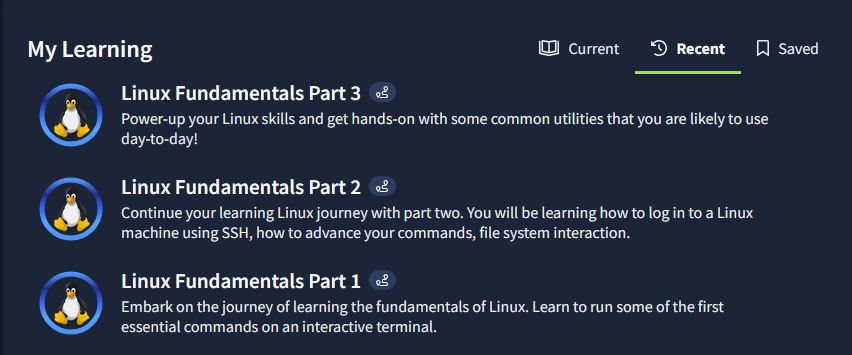 My Learning
Current
Recent
Saved
Linux Fundamentals Part 3
Power-up your Linux skills and get hands-on with some common utilities that you are likely to use
day-to-day!
Linux Fundamentals Part 2
Continue your learning Linux journey with part two. You will be learning how to log in to a Linux
machine using SSH, how to advance your commands, file system interaction.
Linux Fundamentals Part 1
Embark on the journey of learning the fundamentals of Linux. Learn to run some of the first
essential commands on an interactive terminal.